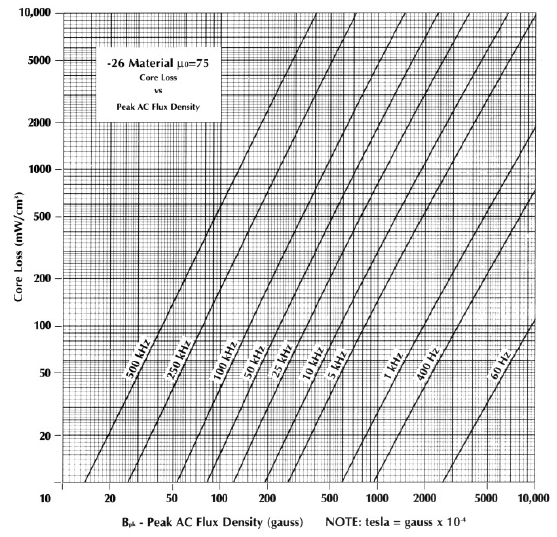 10,000
5000
2000
1000
500
200
100
50
20
10
-26 Material μ₀=75
Core Loss
vs
Peak AC Flux Density
Core Loss (mW/cm³)
500 kHz
250 kHz
100 kHz
50 kHz
25 kHz
10 kHz
5 kHz
1 kHz
400 Hz
60 Hz
20
50
100
200
500
1000
2000
5000
10,000
Bpk - Peak AC Flux Density (gauss)
NOTE: tesla = gauss x 10⁻⁴